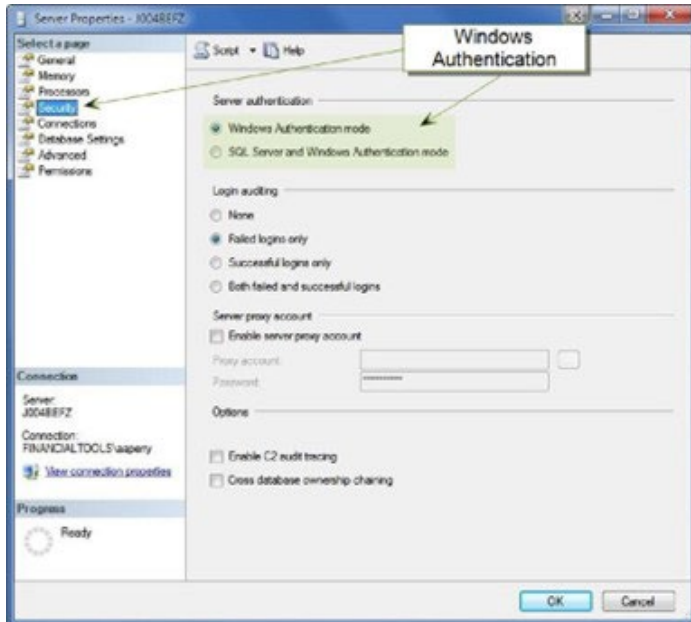 Server Properties - J004BEFZ
Windows
Authentication
Select a page
General
Memory
Processors
Security
Connections
Database Settings
Advanced
Permissions
Script
Help
Server authentication
Windows Authentication mode
SQL Server and Windows Authentication mode
Login auditing
None
Failed logins only
Successful logins only
Both failed and successful logins
Server proxy account
Enable server proxy account
Proxy account:
Password:
Options
Enable C2 audit tracing
Cross database ownership chaining
Connection
Server:
J004BEFZ
Connection:
FINANCIALTOOLS\aaperry
View connection properties
Progress
Ready
OK
Cancel